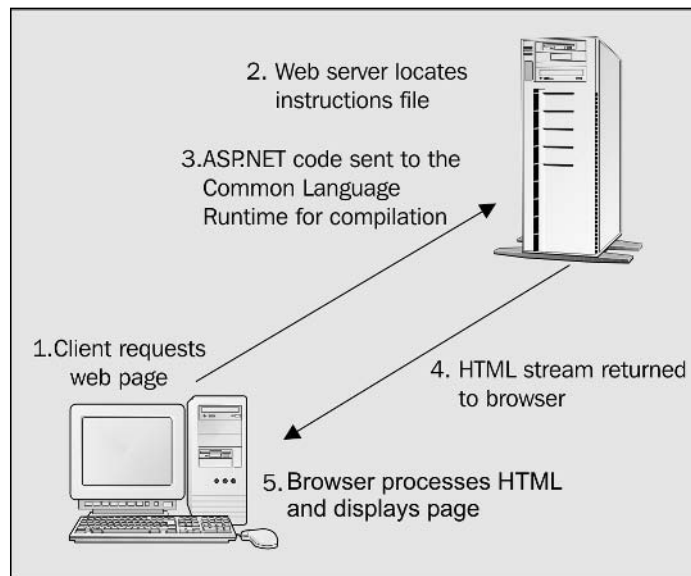 2. Web server locates
instructions file
3.ASP.NET code sent to the
Common Language
Runtime for compilation
1.Client requests
web page
4. HTML stream returned
to browser
5. Browser processes HTML
and displays page